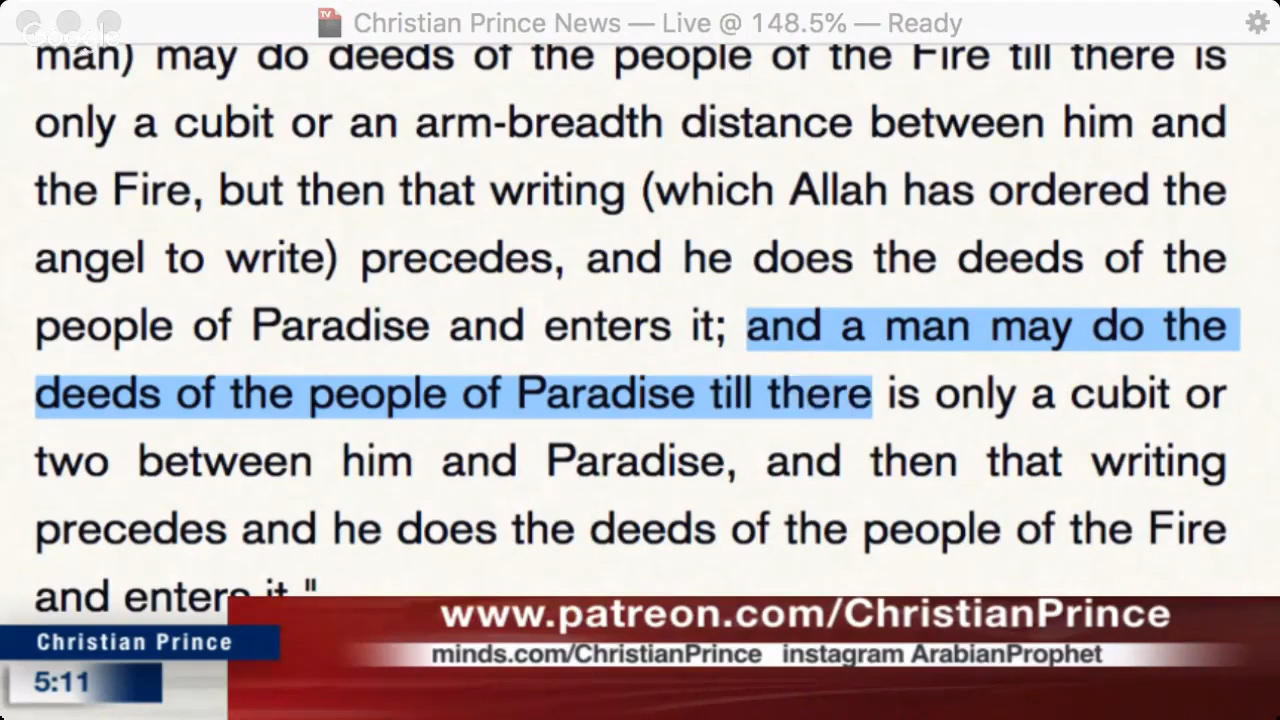 Christian Prince News — Live @ 148.5% — Ready
TV
Google
man) may do deeds of the people of the Fire till there is
only a cubit or an arm-breadth distance between him and
the Fire, but then that writing (which Allah has ordered the
angel to write) precedes, and he does the deeds of the
people of Paradise and enters it; and a man may do the
deeds of the people of Paradise till there is only a cubit or
two between him and Paradise, and then that writing
precedes and he does the deeds of the people of the Fire
and enters it."
www.patreon.com/ChristianPrince
Christian Prince
minds.com/ChristianPrince instagram ArabianProphet
5:11